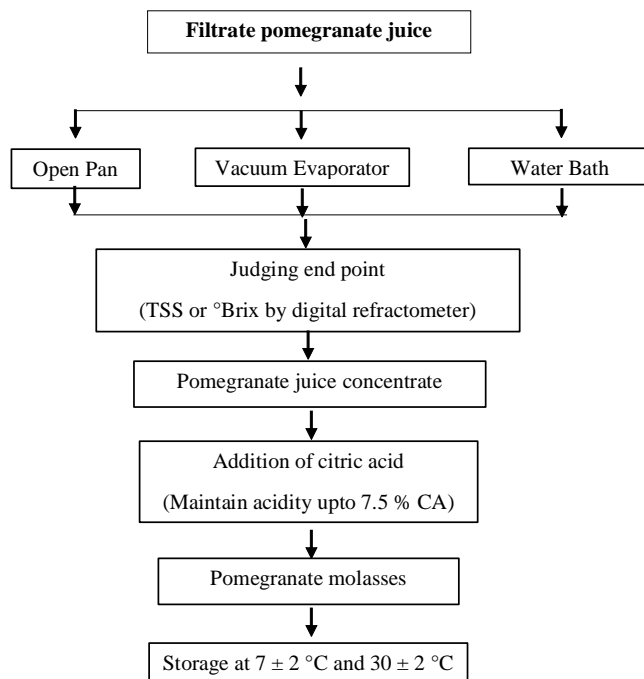 Filtrate pomegranate juice
Open Pan
Vacuum Evaporator
Water Bath
Judging end point
(TSS or °Brix by digital refractometer)
Pomegranate juice concentrate
Addition of citric acid
(Maintain acidity upto 7.5 % CA)
Pomegranate molasses
Storage at 7 ± 2 °C and 30 ± 2 °C